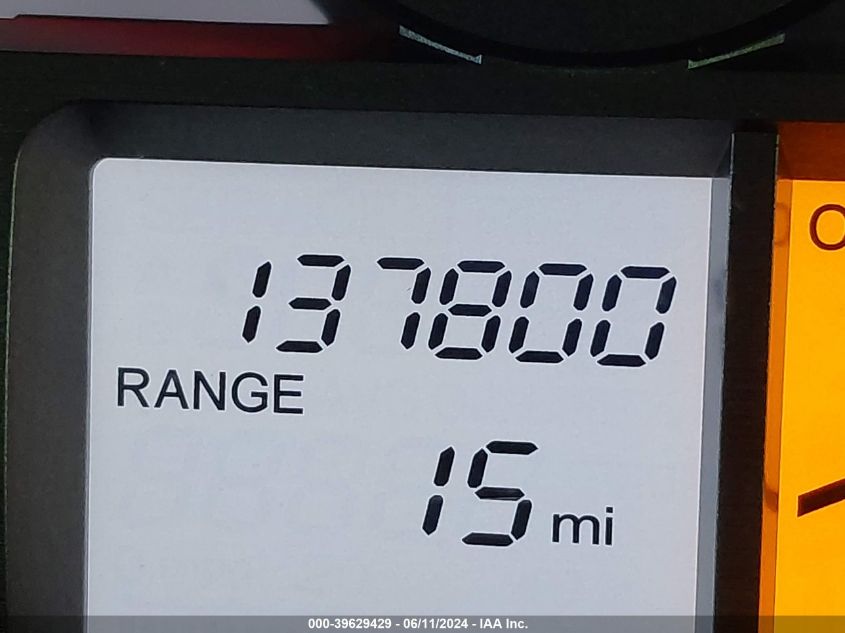 137800
RANGE
15 mi
000-39629429 - 06/11/2024 - IAA Inc.